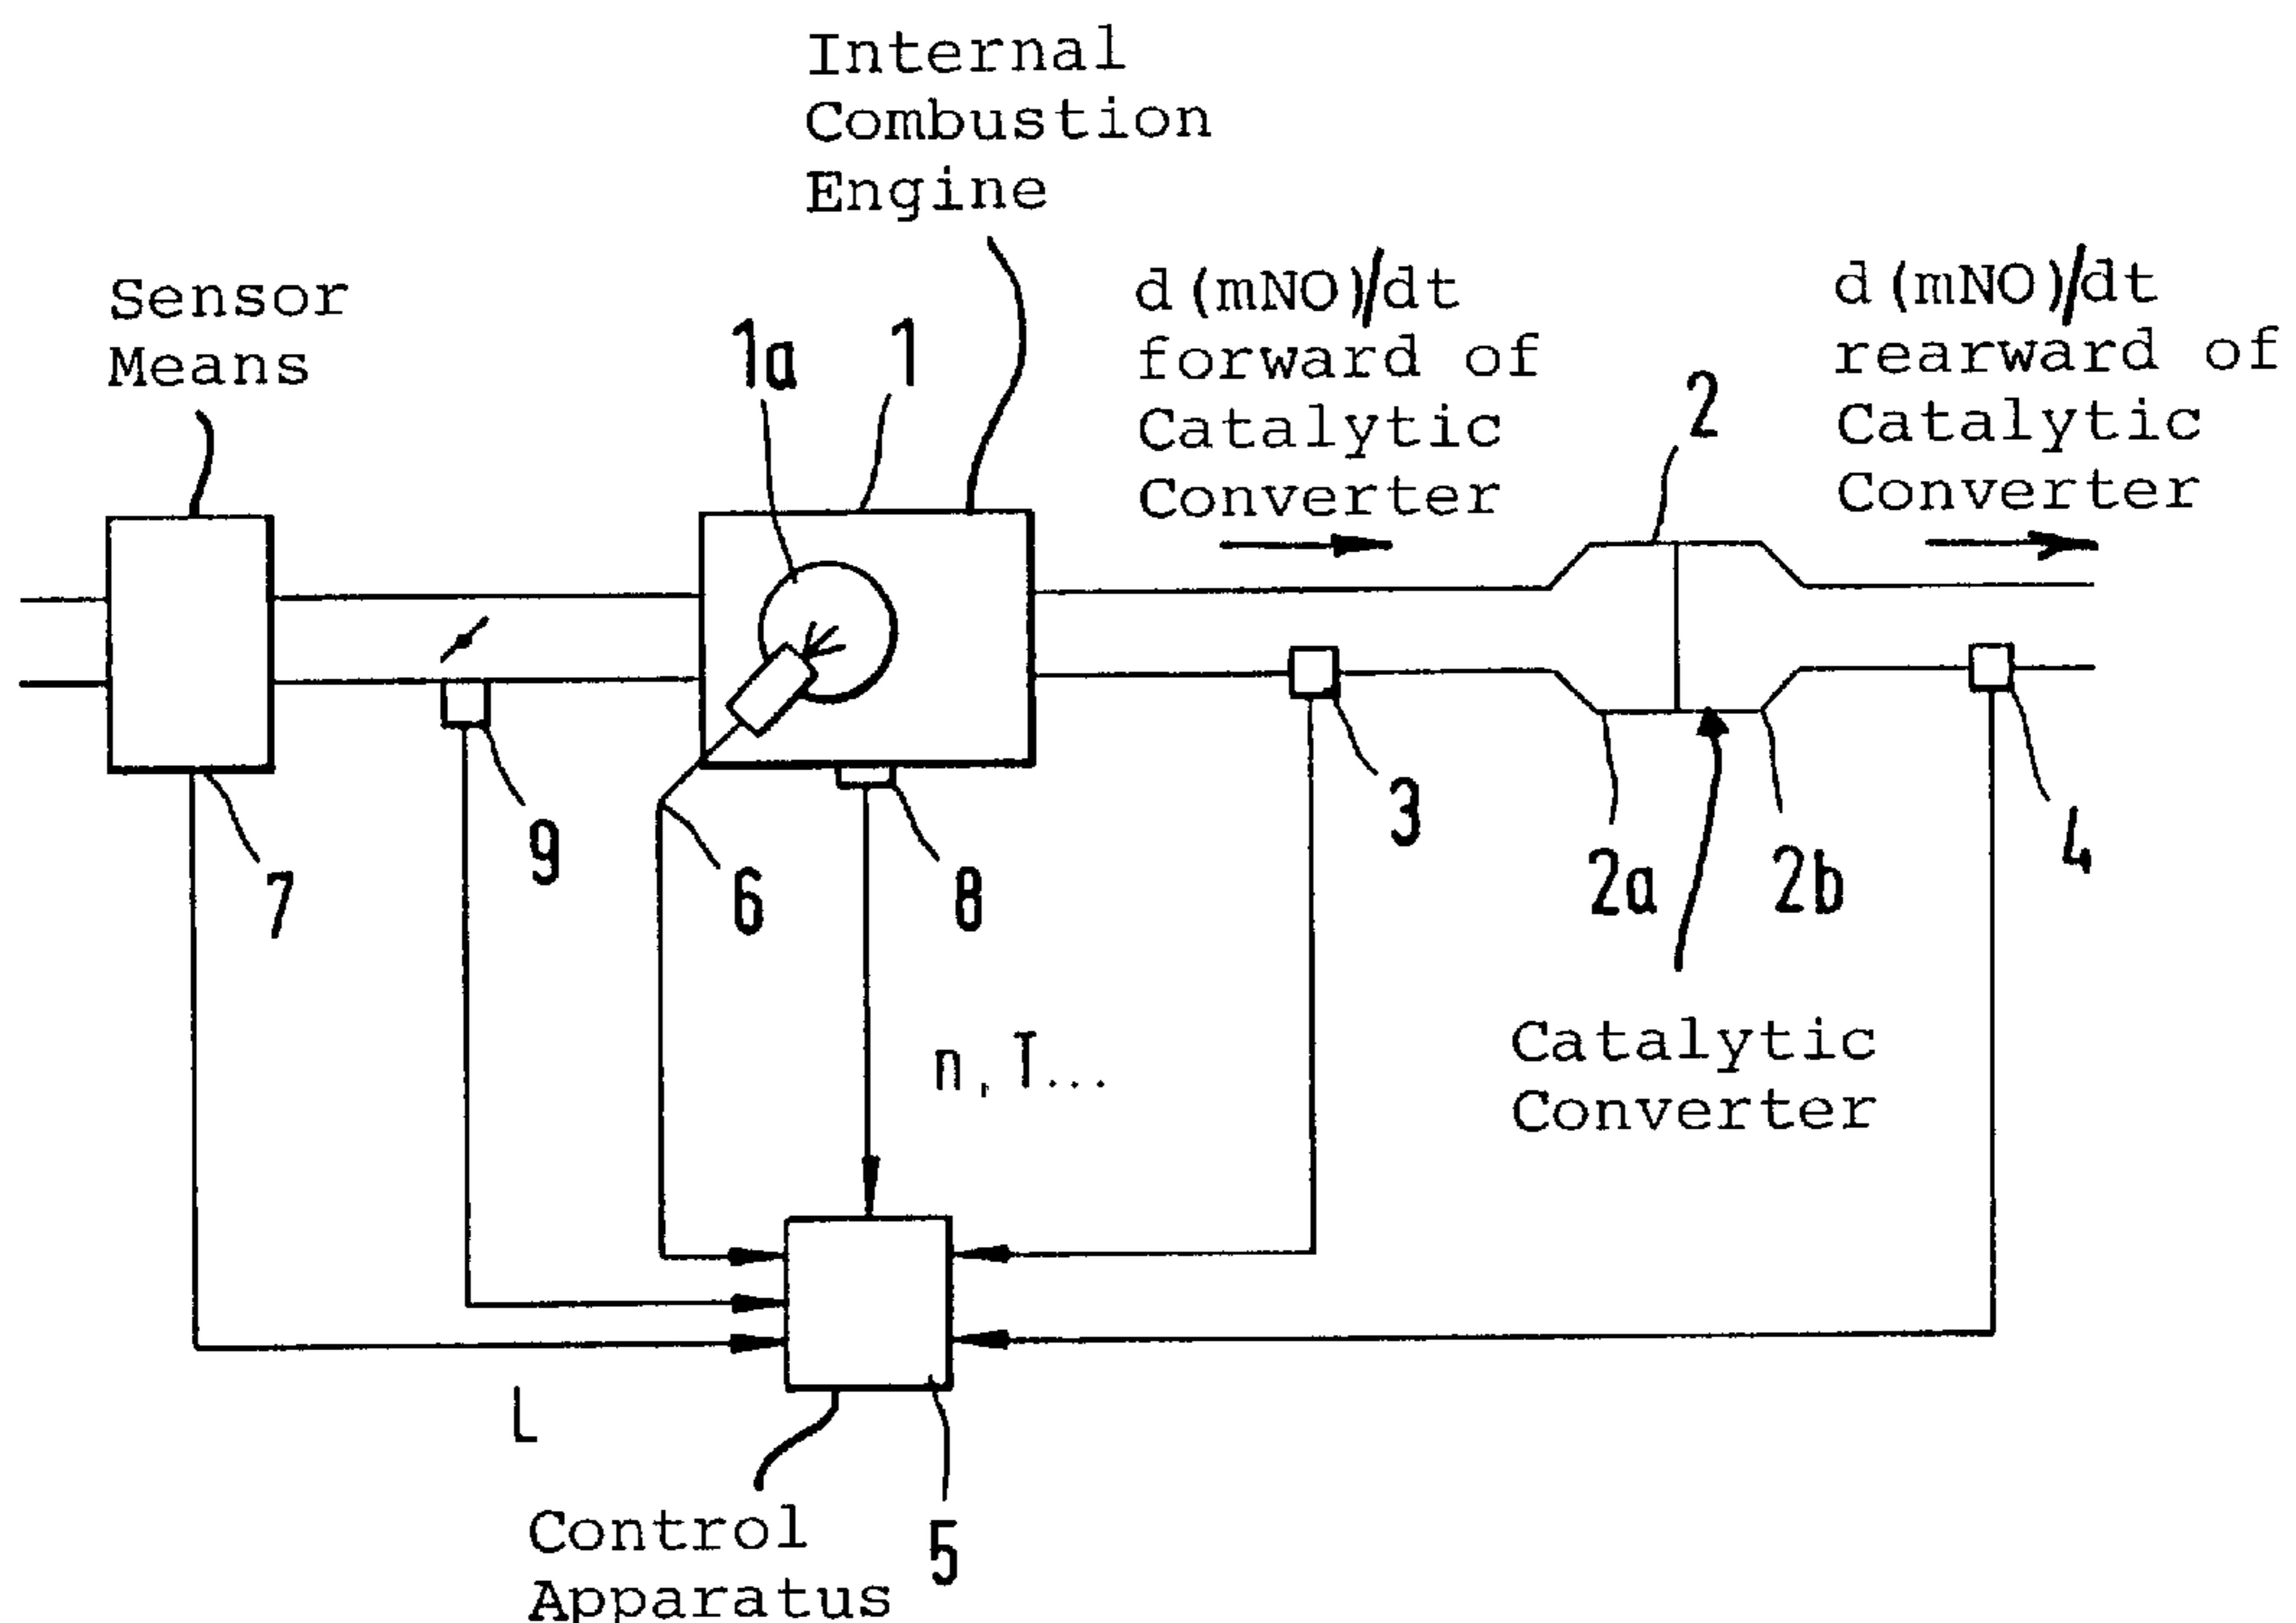 Internal
Combustion
Engine
Sensor
Means
1a
1
d(mNO)/dt
forward of
Catalytic
Converter
2
d(mNO)/dt
rearward of
Catalytic
Converter
7
9
6
8
3
2a
2b
4
n, T...
Catalytic
Converter
L
Control
Apparatus
5